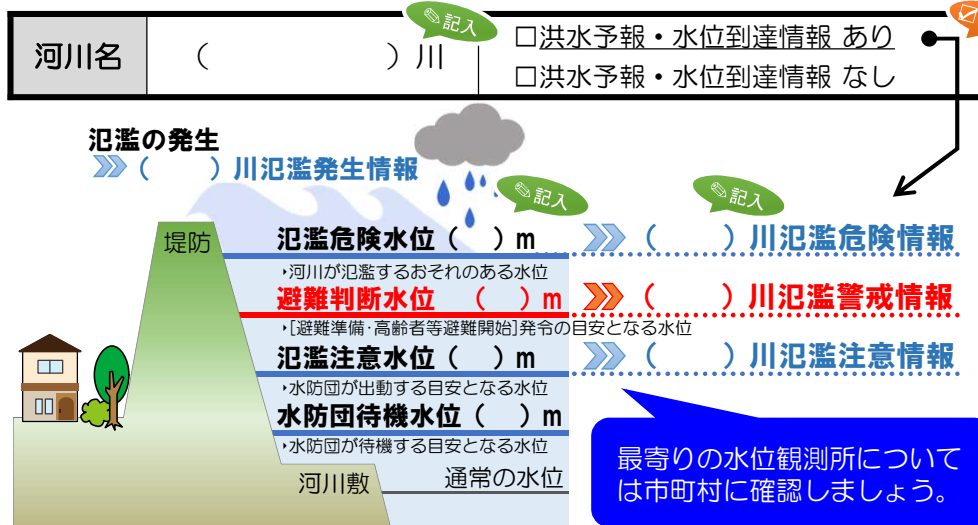 記入
河川名 （　　　　　）川 □洪水予報・水位到達情報 あり
□洪水予報・水位到達情報 なし
氾濫の発生
（　　）川氾濫発生情報
記入 記入
堤防 氾濫危険水位（　）m （　　）川氾濫危険情報
・河川が氾濫するおそれのある水位
避難判断水位　（　）m （　　）川氾濫警戒情報
・[避難準備・高齢者等避難開始]発令の目安となる水位
氾濫注意水位（　）m （　　）川氾濫注意情報
・水防団が出動する目安となる水位
水防団待機水位（　）m
・水防団が待機する目安となる水位
最寄りの水位観測所について
は市町村に確認しましょう。
河川敷 通常の水位